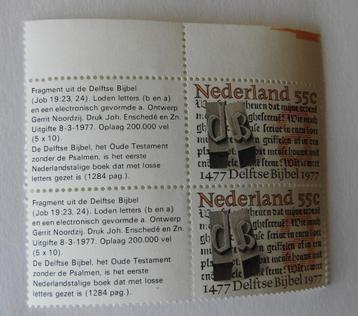 Fragment uit de Delftse Bijbel
(Job 19:23, 24). Loden letters (b en a)
en een electronisch gevormde a. Ontwerp
Gerrit Noordzij. Druk Joh. Enschedé en Zn.
Uitgifte 8-3-1977. Oplaag 200.000 vel
(5 x 10).
De Delftse Bijbel, het Oude Testament
zonder de Psalmen, is het eerste
Nederlandstalige boek dat met losse
letters gezet is (1284 pag.).
Nederland 55c
1477 Delftse Bijbel 1977
Fragment uit de Delftse Bijbel
(Job 19:23, 24). Loden letters (b en a)
en een electronisch gevormde a. Ontwerp
Gerrit Noordzij. Druk Joh. Enschedé en Zn.
Uitgifte 8-3-1977. Oplaag 200.000 vel
(5 x 10).
De Delftse Bijbel, het Oude Testament
zonder de Psalmen, is het eerste
Nederlandstalige boek dat met losse
letters gezet is (1284 pag.).
Nederland 55c
1477 Delftse Bijbel 1977